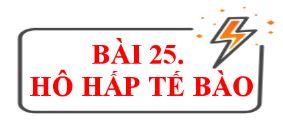 BÀI 25.
HÔ HẤP TẾ BÀO